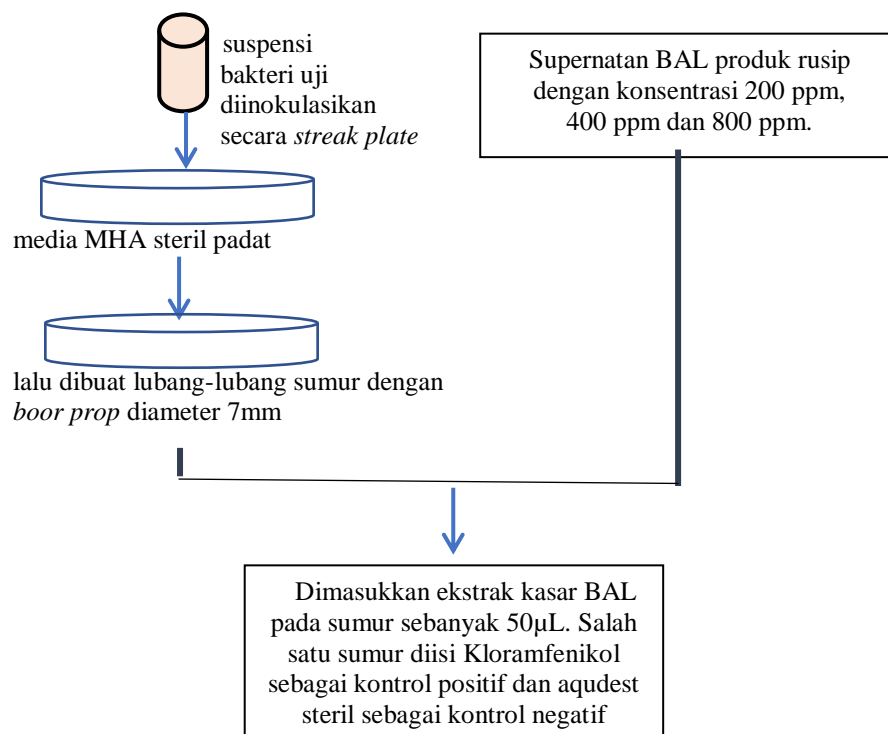 suspensi
bakteri uji
diinokulasikan
secara streak plate
Supernatan BAL produk rusip
dengan konsentrasi 200 ppm,
400 ppm dan 800 ppm.
media MHA steril padat
lalu dibuat lubang-lubang sumur dengan
boor prop diameter 7mm
Dimasukkan ekstrak kasar BAL
pada sumur sebanyak 50μL. Salah
satu sumur diisi Kloramfenikol
sebagai kontrol positif dan aqudest
steril sebagai kontrol negatif